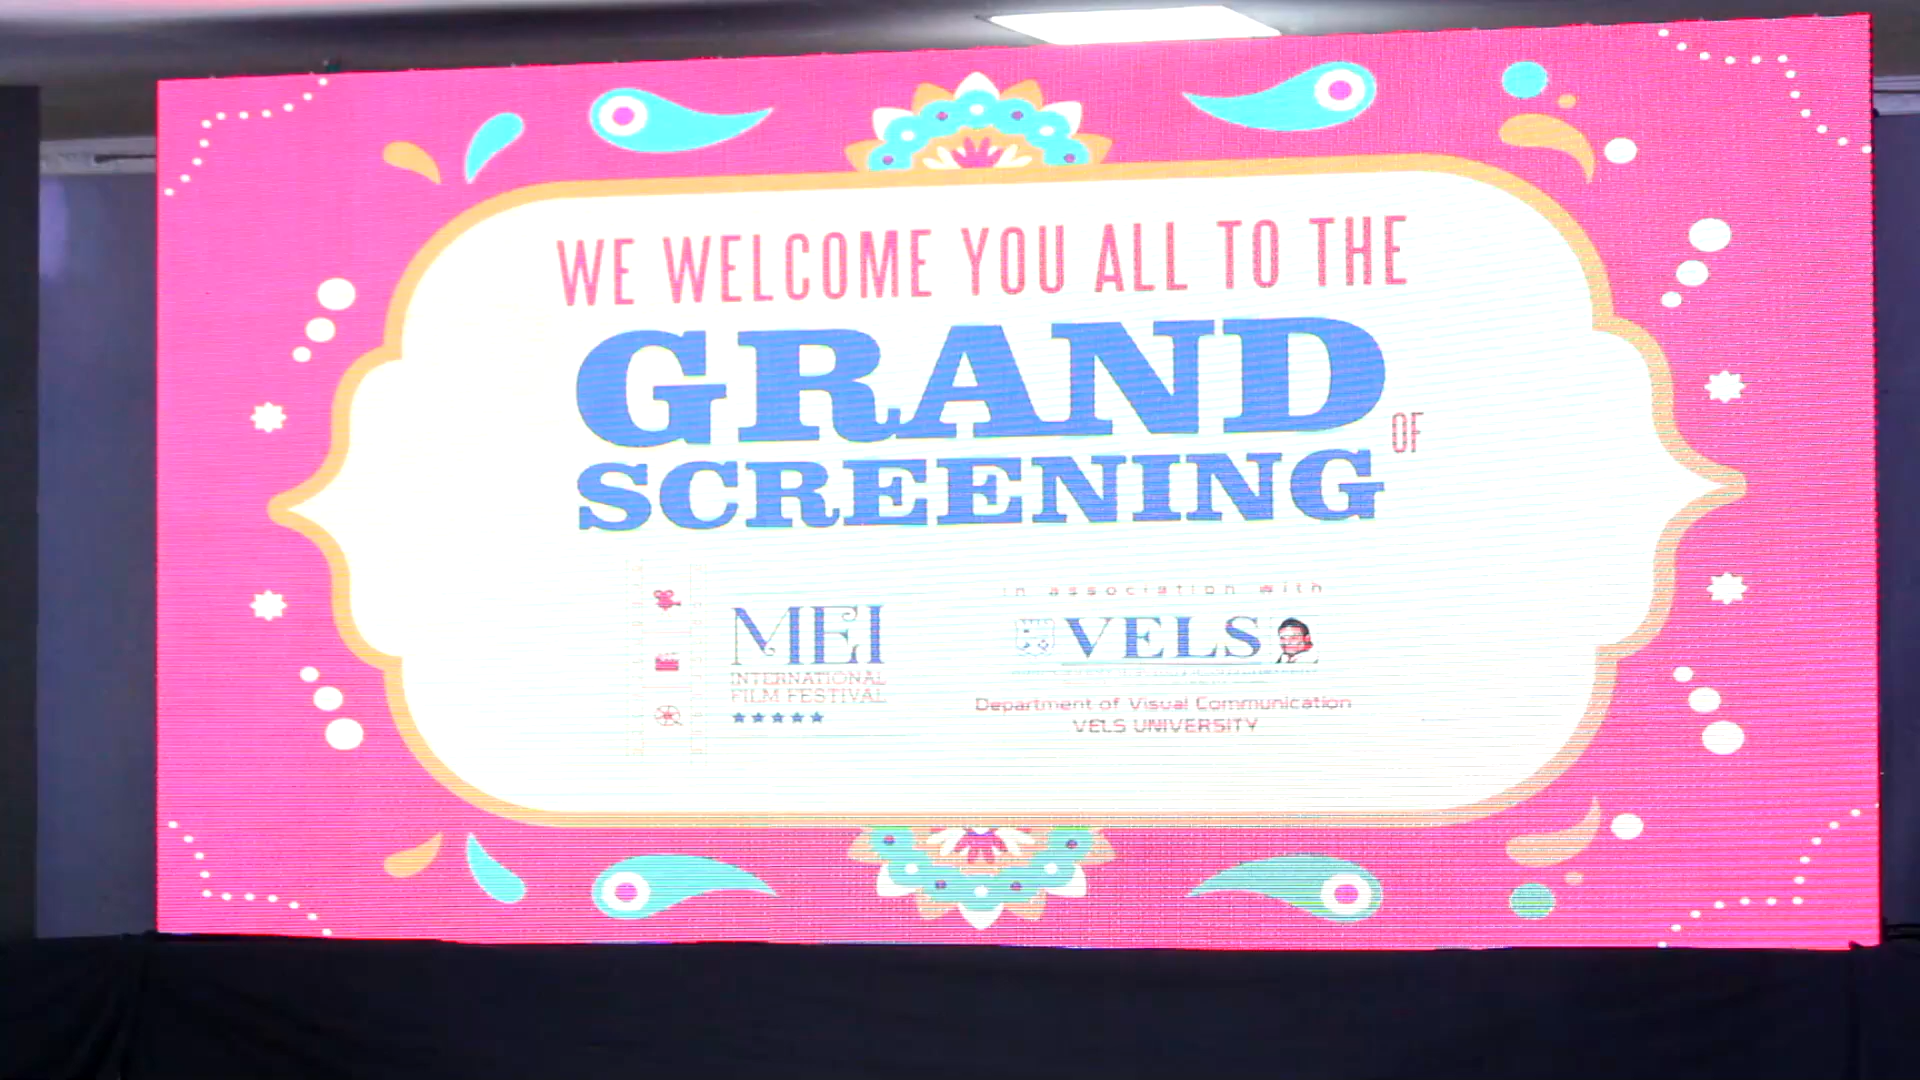 WE WELCOME YOU ALL TO THE
GRAND
SCREENING
OF
MEI
INTERNATIONAL
FILM FESTIVAL
in association with
VELS
Department of Visual Communication
VELS UNIVERSITY